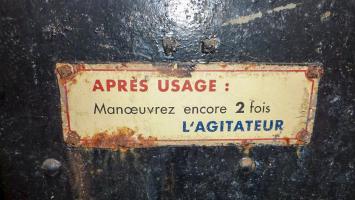 APRÈS USAGE :
Manœuvrez encore 2 fois
L'AGITATEUR